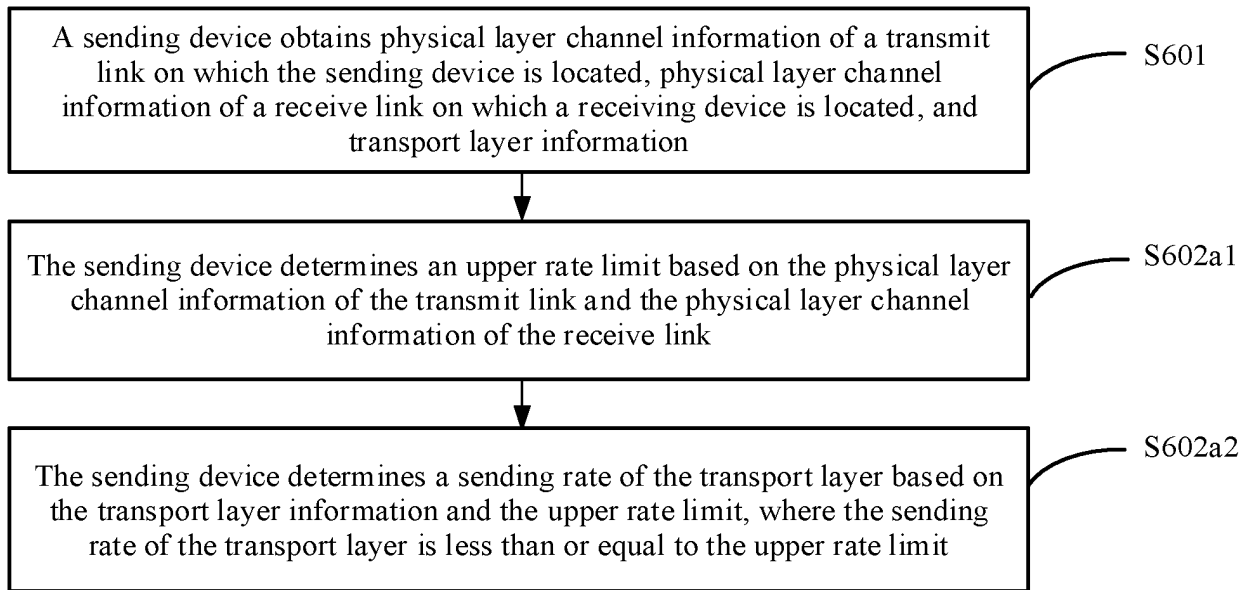 A sending device obtains physical layer channel information of a transmit
link on which the sending device is located, physical layer channel
information of a receive link on which a receiving device is located, and
transport layer information
S601
The sending device determines an upper rate limit based on the physical layer
channel information of the transmit link and the physical layer channel
information of the receive link
S602a1
The sending device determines a sending rate of the transport layer based on
the transport layer information and the upper rate limit, where the sending
rate of the transport layer is less than or equal to the upper rate limit
S602a2